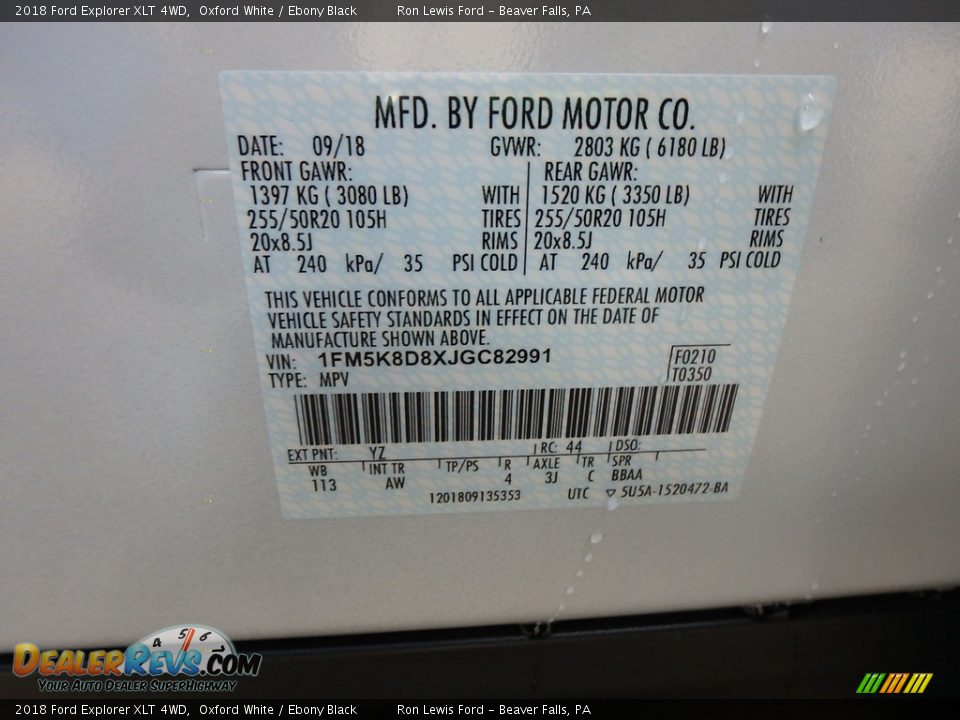 2018 Ford Explorer XLT 4WD, Oxford White / Ebony Black Ron Lewis Ford - Beaver Falls, PA
MFD. BY FORD MOTOR CO.
DATE: 09/18 GVWR: 2803 KG ( 6180 LB)
FRONT GAWR: REAR GAWR:
1397 KG ( 3080 LB) WITH 1520 KG ( 3350 LB) WITH
255/50R20 105H TIRES 255/50R20 105H TIRES
20x8.5J RIMS 20x8.5J RIMS
AT 240 kPa/ 35 PSI COLD AT 240 kPa/ 35 PSI COLD
THIS VEHICLE CONFORMS TO ALL APPLICABLE FEDERAL MOTOR
VEHICLE SAFETY STANDARDS IN EFFECT ON THE DATE OF
MANUFACTURE SHOWN ABOVE.
VIN: 1FM5K8D8XJGC82991 F0210
TYPE: MPV T0350
EXT PNT: YZ RC: 44 DSO:
WB INT TR TP/PS R AXLE TR SPR
113 AW 4 3J C BBAA
1201809135353 UTC ▽ 5U5A-1520472-BA
4 5 6
DEALERREVS.COM
YOUR AUTO DEALER SUPERHIGHWAY
2018 Ford Explorer XLT 4WD, Oxford White / Ebony Black Ron Lewis Ford - Beaver Falls, PA